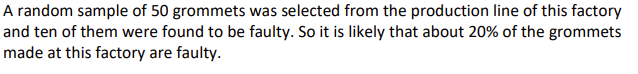 A random sample of 50 grommets was selected from the production line of this factory
and ten of them were found to be faulty. So it is likely that about 20% of the grommets
made at this factory are faulty.